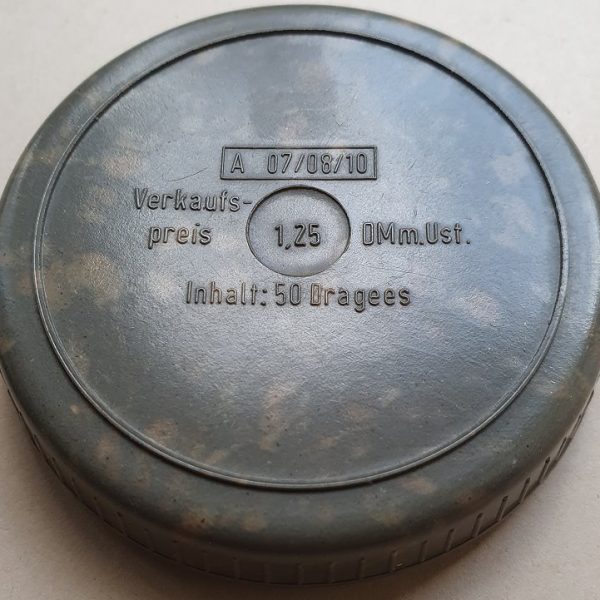 A 07/08/10
Verkaufs-
preis 1,25 DMm.Ust.
Inhalt: 50 Dragees